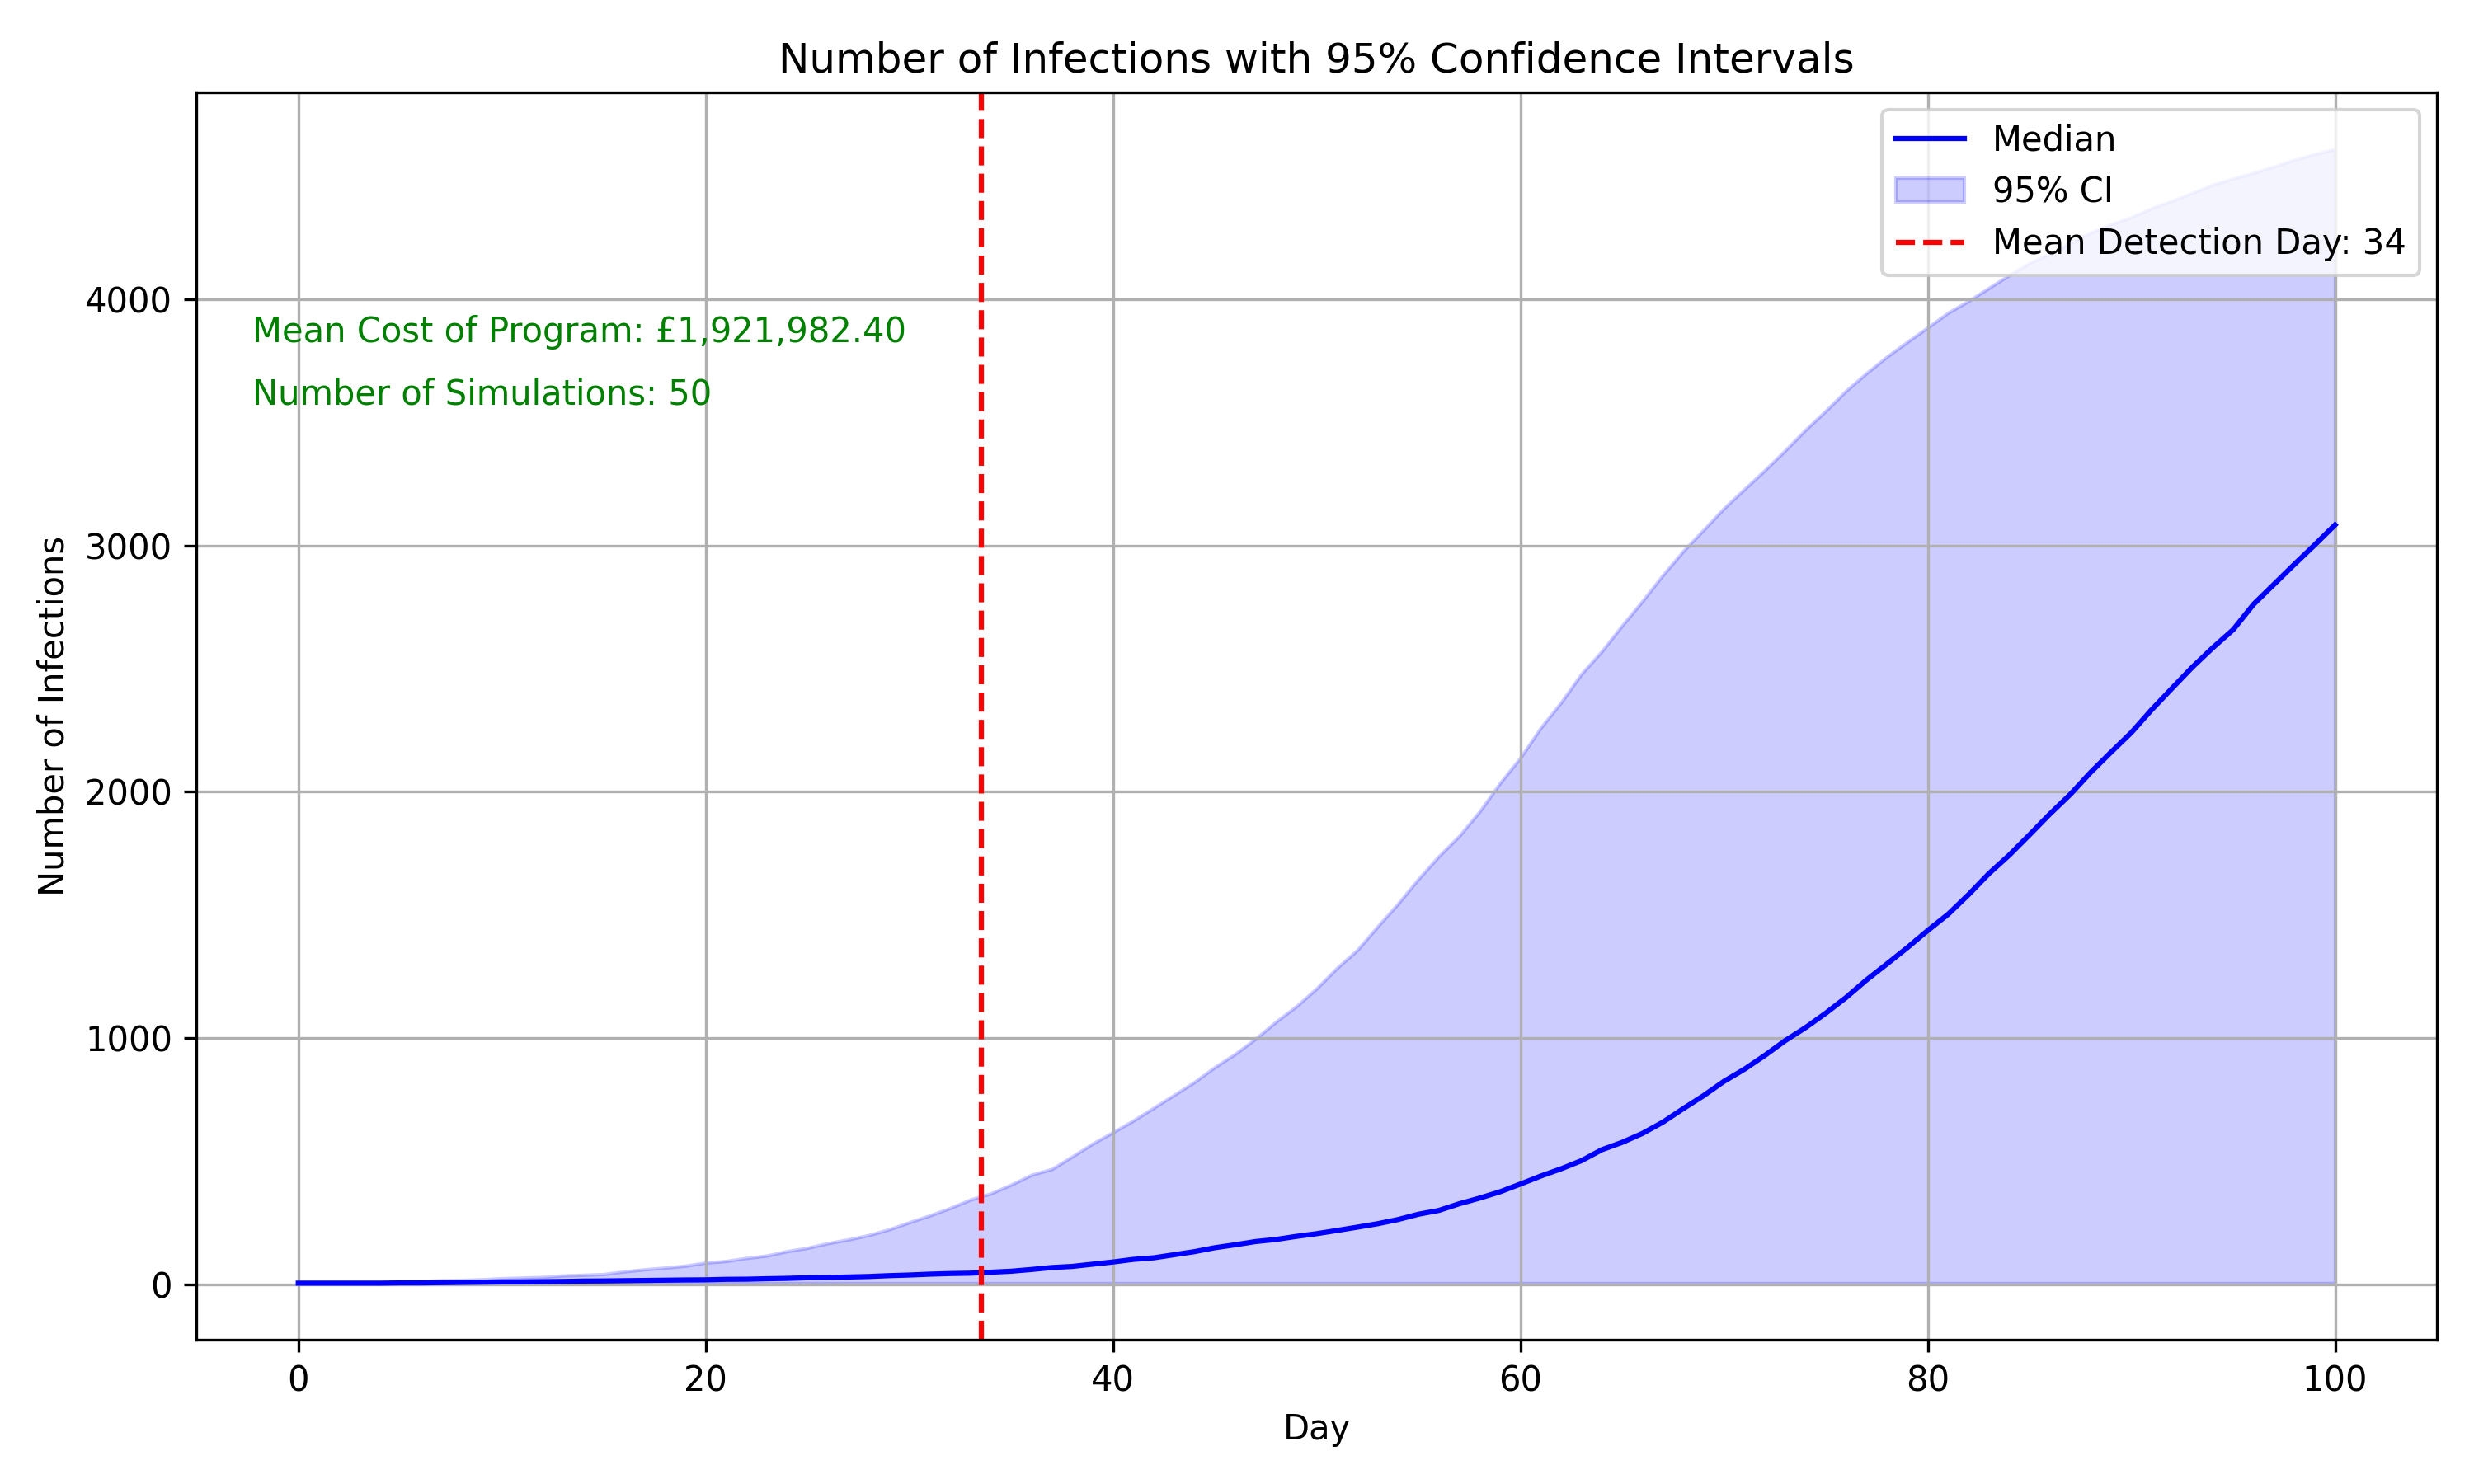 Number of Infections with 95% Confidence Intervals
Median
95% CI
Mean Detection Day: 34
Mean Cost of Program: £1,921,982.40
Number of Simulations: 50
Number of Infections
4000
3000
2000
1000
0
0 20 40 60 80 100
Day